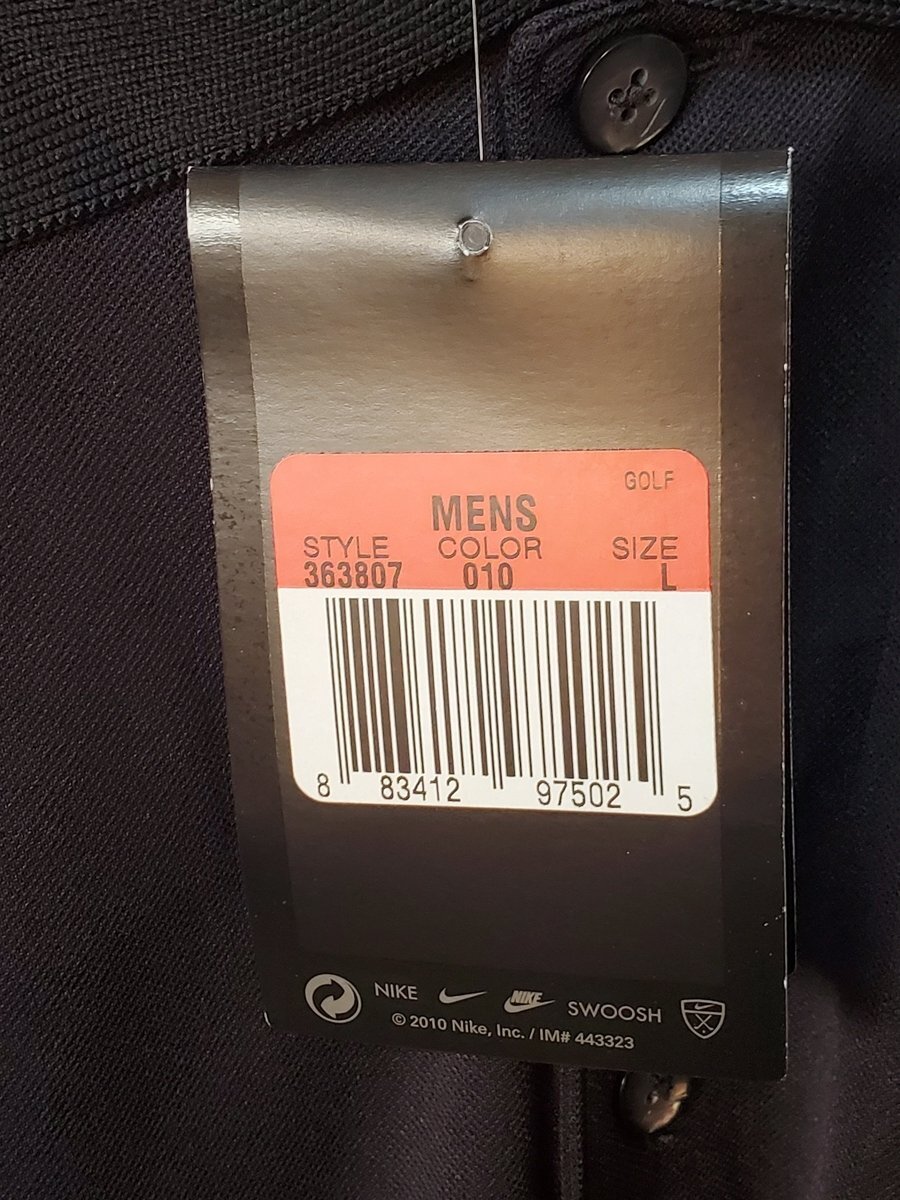 GOLF
MENS
STYLE COLOR SIZE
363807 010 L
8 83412 97502 5
NIKE NIKE SWOOSH
© 2010 Nike, Inc. / IM# 443323